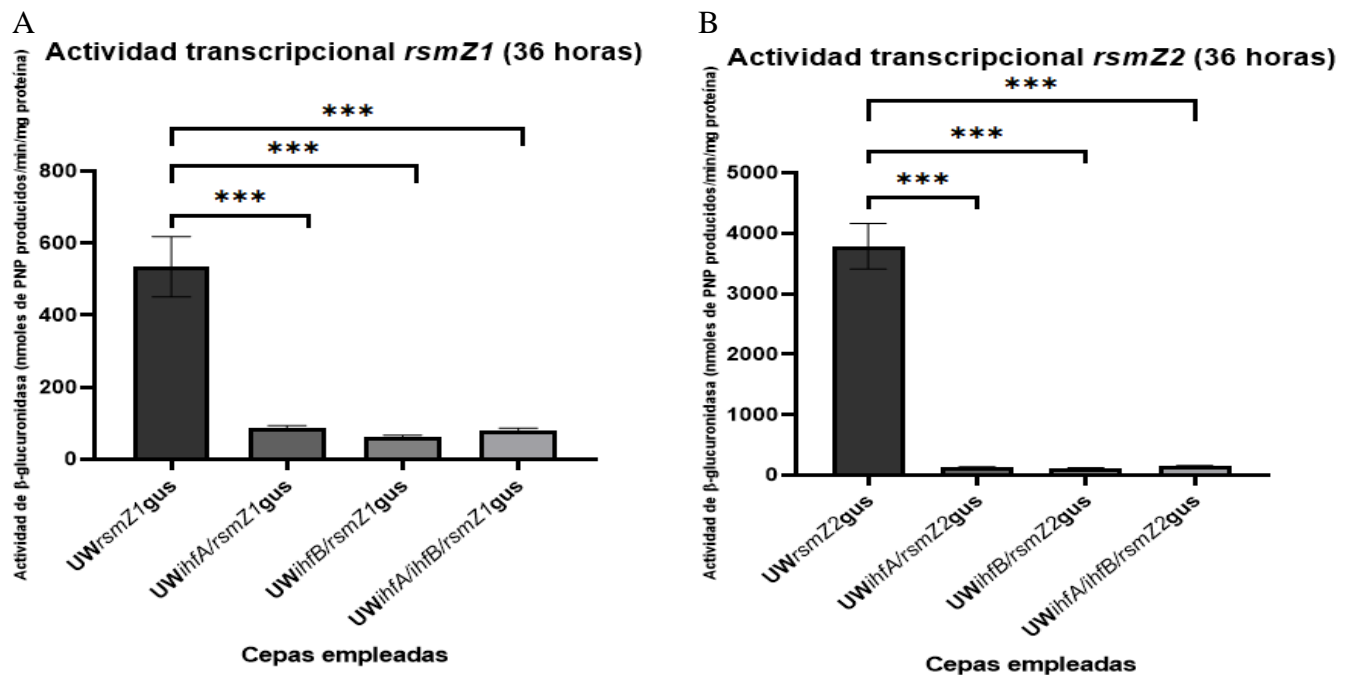 A
Actividad transcripcional rsmZ1 (36 horas)
Actividad de β-glucuronidasa (nmoles de PNP producidos/min/mg proteína)
***
***
***
800
600
400
200
0
UWrsmZ1gus
UWihfA/rsmZ1gus
UWihfB/rsmZ1gus
UWihfA/ihfB/rsmZ1gus
Cepas empleadas
B
Actividad transcripcional rsmZ2 (36 horas)
Actividad de β-glucuronidasa (nmoles de PNP producidos/min/mg proteína)
***
***
***
5000
4000
3000
2000
1000
0
UWrsmZ2gus
UWihfA/rsmZ2gus
UWihfB/rsmZ2gus
UWihfA/ihfB/rsmZ2gus
Cepas empleadas